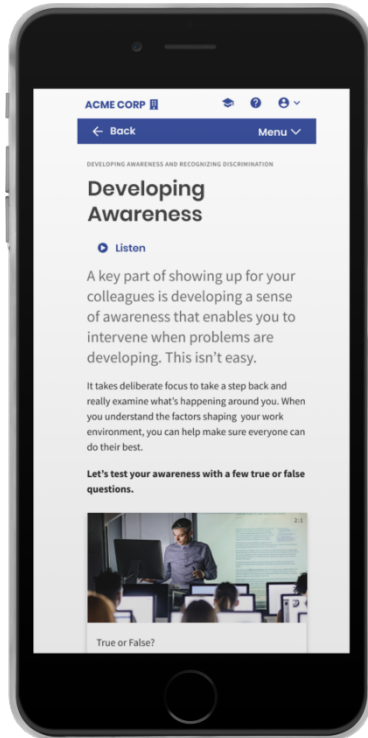 ACME CORP
Back
Menu
DEVELOPING AWARENESS AND RECOGNIZING DISCRIMINATION
Developing
Awareness
Listen
A key part of showing up for your
colleagues is developing a sense
of awareness that enables you to
intervene when problems are
developing. This isn’t easy.
It takes deliberate focus to take a step back and
really examine what’s happening around you. When
you understand the factors shaping your work
environment, you can help make sure everyone can
do their best.
Let’s test your awareness with a few true or false
questions.
2:1
True or False?